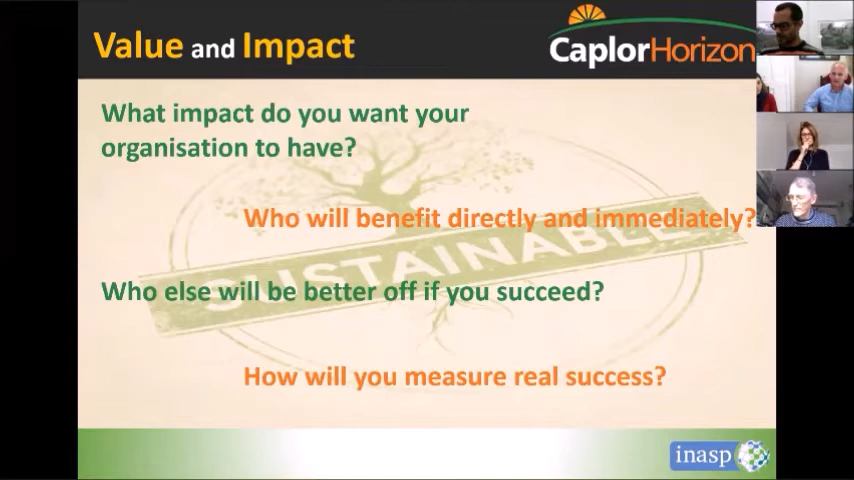 Value and Impact
CaplorHorizon
What impact do you want your
organisation to have?
Who will benefit directly and immediately?
SUSTAINABLE
Who else will be better off if you succeed?
How will you measure real success?
inasp